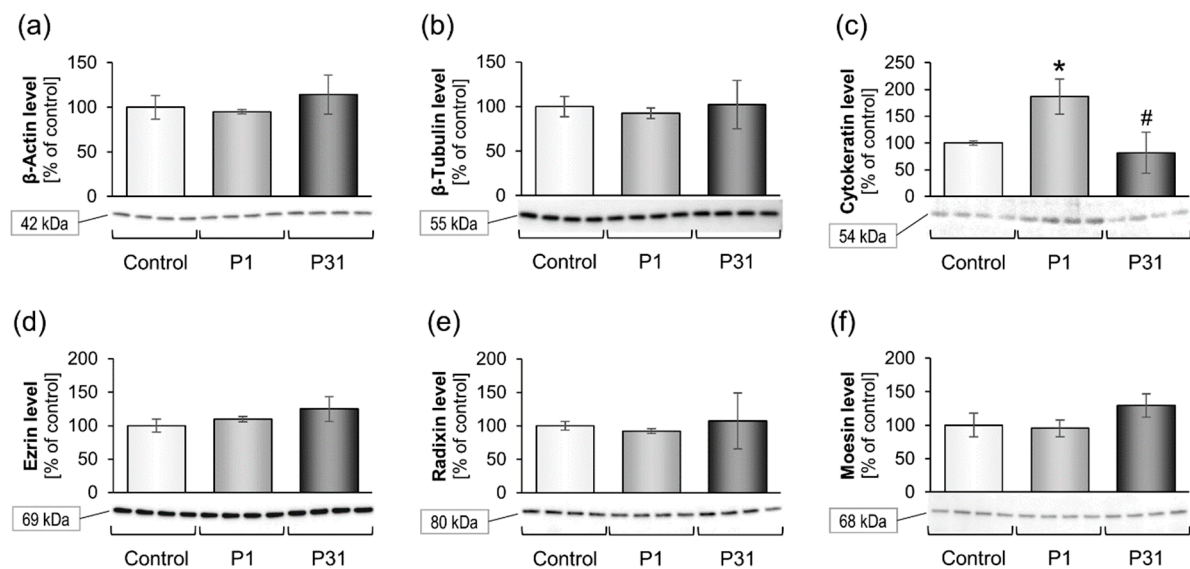 (a)
β-Actin level
[% of control]
150
100
50
0
42 kDa
Control P1 P31
(b)
β-Tubulin level
[% of control]
150
100
50
0
55 kDa
Control P1 P31
(c)
Cytokeratin level
[% of control]
250
200
150
100
50
0
*
#
54 kDa
Control P1 P31
(d)
Ezrin level
[% of control]
200
150
100
50
0
69 kDa
Control P1 P31
(e)
Radixin level
[% of control]
200
150
100
50
0
80 kDa
Control P1 P31
(f)
Moesin level
[% of control]
200
150
100
50
0
68 kDa
Control P1 P31